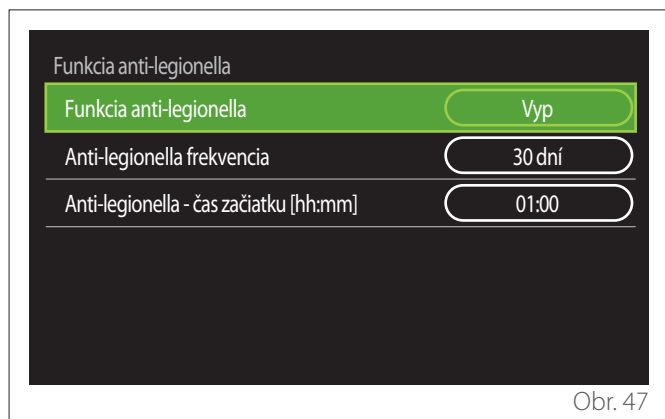 Funkcia anti-legionella
Funkcia anti-legionella Vyp
Anti-legionella frekvencia 30 dní
Anti-legionella - čas začiatku [hh:mm] 01:00
Obr. 47